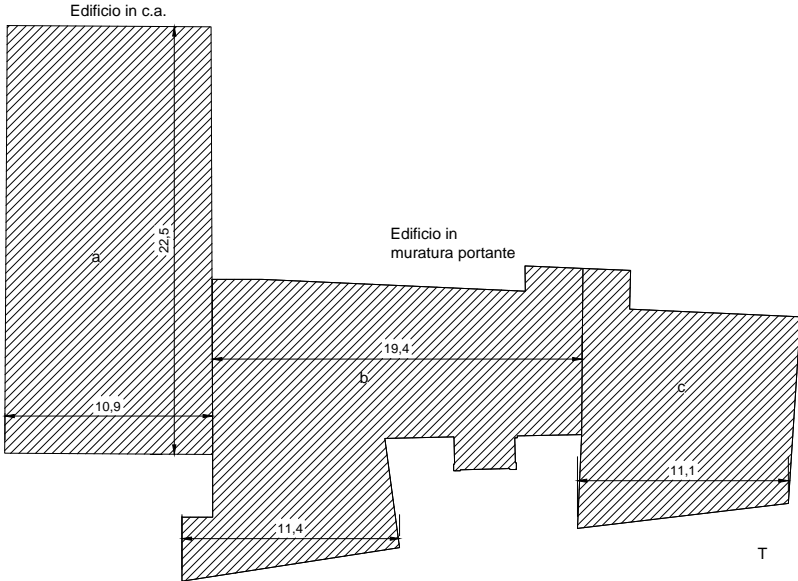 Edificio in c.a.
22,5
a
Edificio in
muratura portante
19,4
b
c
10,9
11,1
11,4
T